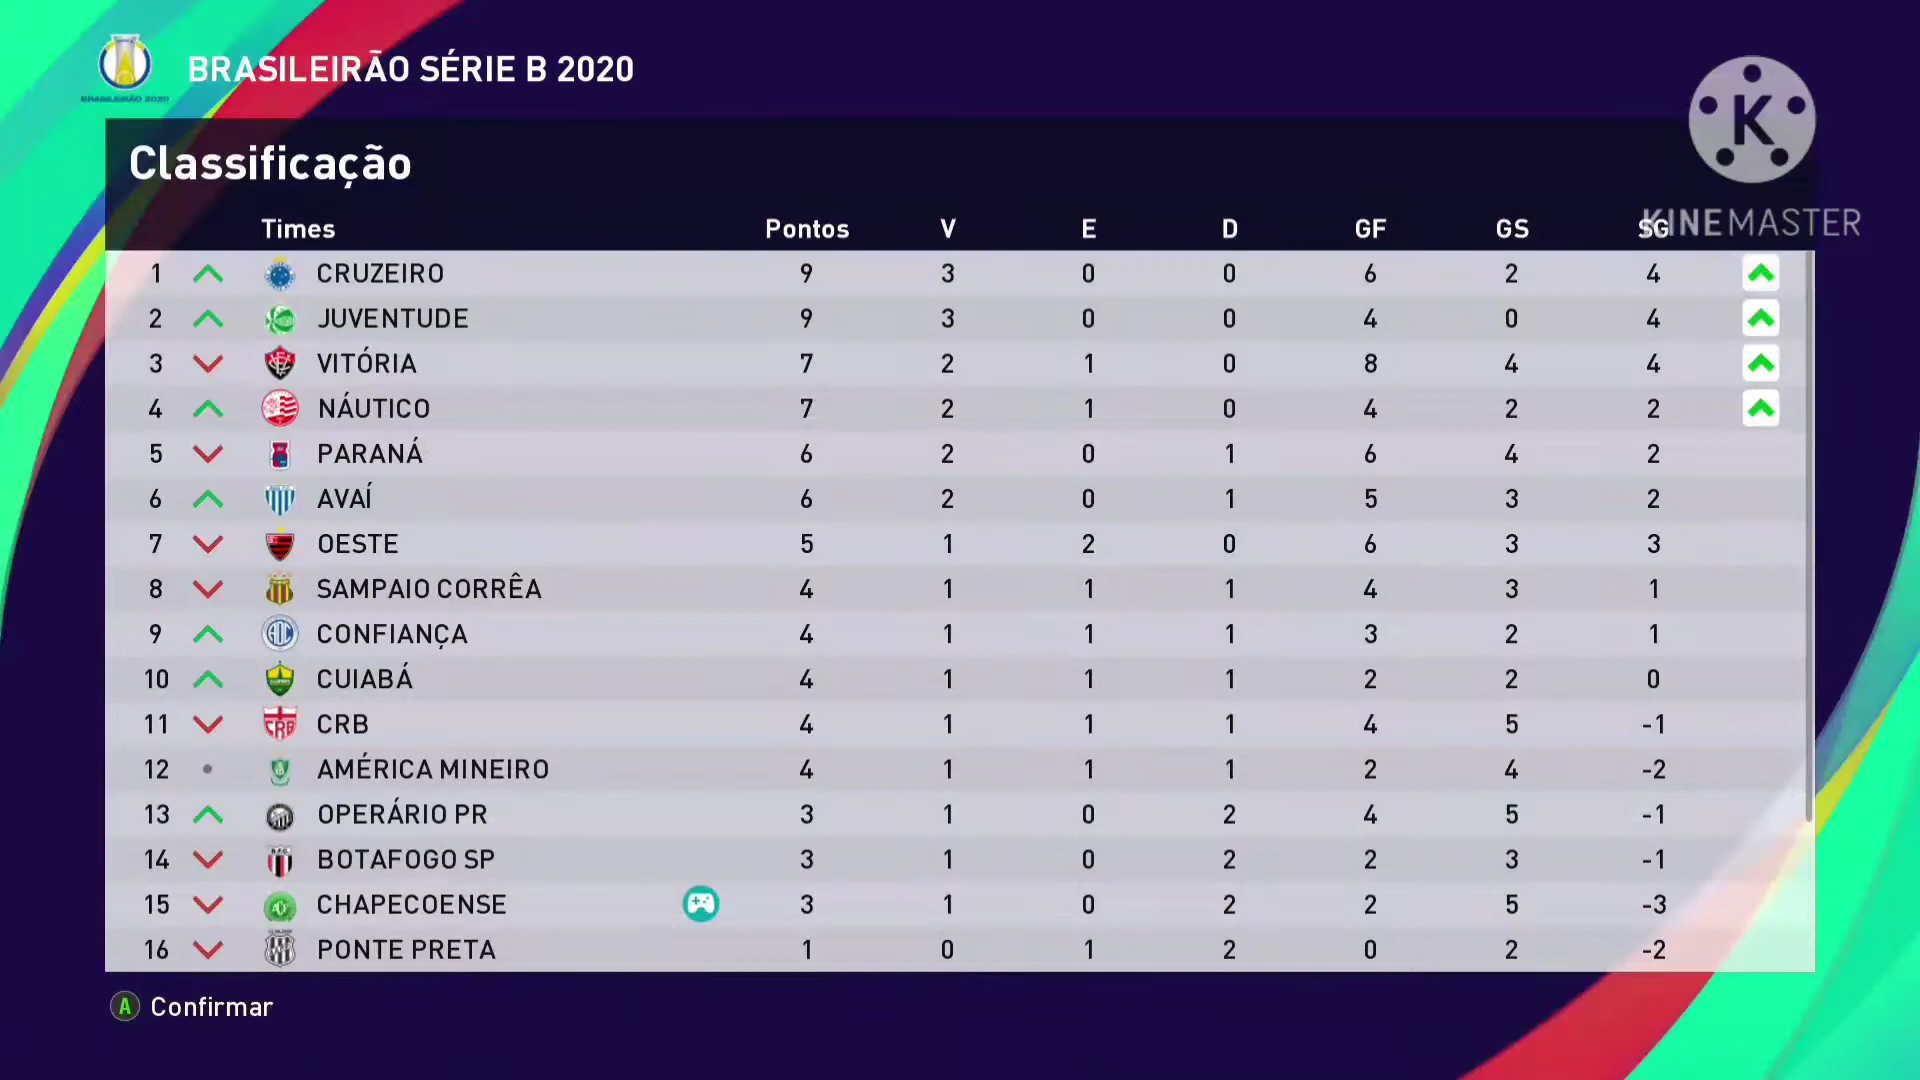 BRASILEIRÃO SÉRIE B 2020
BRASILEIRÃO 2020
K
KINEMASTER
Classificação
Times Pontos V E D GF GS SG
1 CRUZEIRO 9 3 0 0 6 2 4
2 JUVENTUDE 9 3 0 0 4 0 4
3 VITÓRIA 7 2 1 0 8 4 4
4 NÁUTICO 7 2 1 0 4 2 2
5 PARANÁ 6 2 0 1 6 4 2
6 AVAÍ 6 2 0 1 5 3 2
7 OESTE 5 1 2 0 6 3 3
8 SAMPAIO CORRÊA 4 1 1 1 4 3 1
9 CONFIANÇA 4 1 1 1 3 2 1
10 CUIABÁ 4 1 1 1 2 2 0
11 CRB 4 1 1 1 4 5 -1
12 AMÉRICA MINEIRO 4 1 1 1 2 4 -2
13 OPERÁRIO PR 3 1 0 2 4 5 -1
14 BOTAFOGO SP 3 1 0 2 2 3 -1
15 CHAPECOENSE 3 1 0 2 2 5 -3
16 PONTE PRETA 1 0 1 2 0 2 -2
A Confirmar